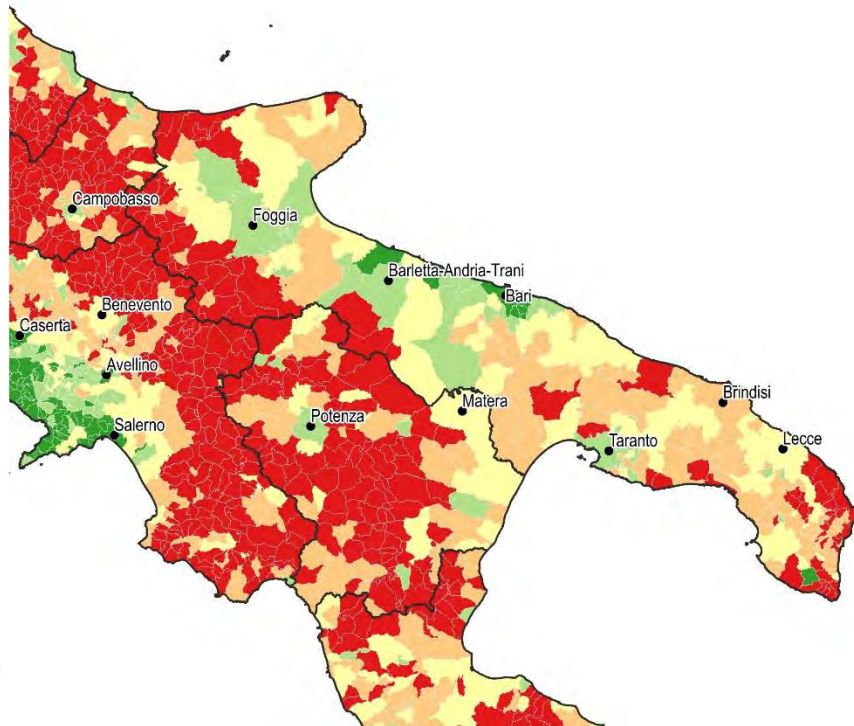 Campobasso
Foggia
Barletta-Andria-Trani
Bari
Benevento
Caserta
Avellino
Salerno
Potenza
Matera
Brindisi
Taranto
Lecce